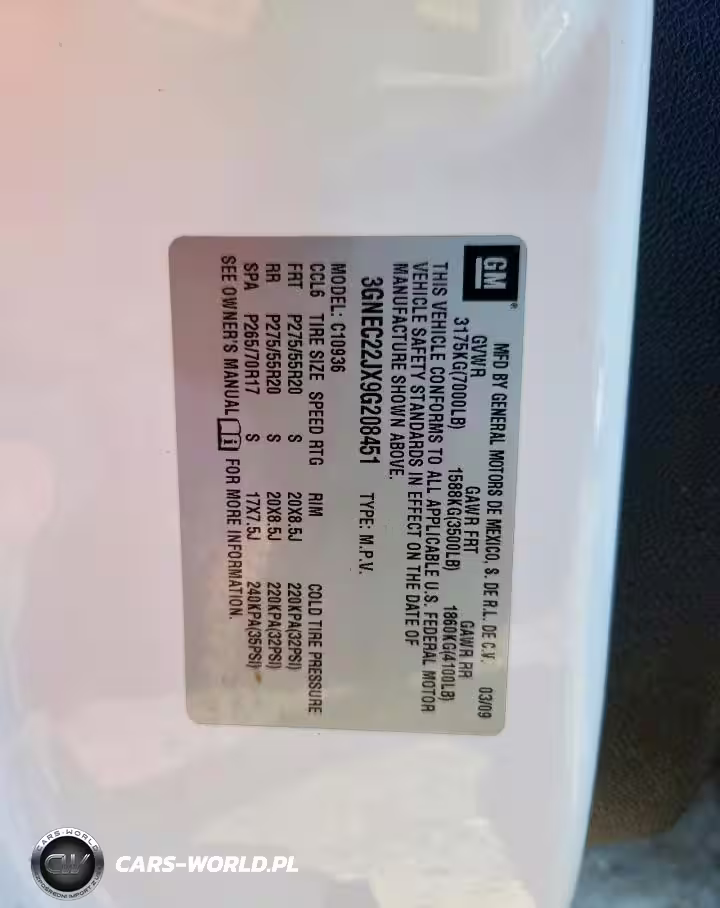 GM®
MFD BY GENERAL MOTORS DE MEXICO, S. DE R.L. DE C.V. 03/09
GVWR GAWR FRT GAWR RR
3175KG(7000LB) 1588KG(3500LB) 1860KG(4100LB)
THIS VEHICLE CONFORMS TO ALL APPLICABLE U.S. FEDERAL MOTOR
VEHICLE SAFETY STANDARDS IN EFFECT ON THE DATE OF
MANUFACTURE SHOWN ABOVE.
3GNEC22JX9G208451 TYPE: M.P.V.
MODEL: C10936
CCL6 TIRE SIZE SPEED RTG RIM COLD TIRE PRESSURE
FRT P275/55R20 S 20X8.5J 220KPA(32PSI)
RR P275/55R20 S 20X8.5J 220KPA(32PSI)
SPA P265/70R17 S 17X7.5J 240KPA(35PSI)
SEE OWNER'S MANUAL FOR MORE INFORMATION.
CARS-WORLD
CW
CARS-WORLD.PL